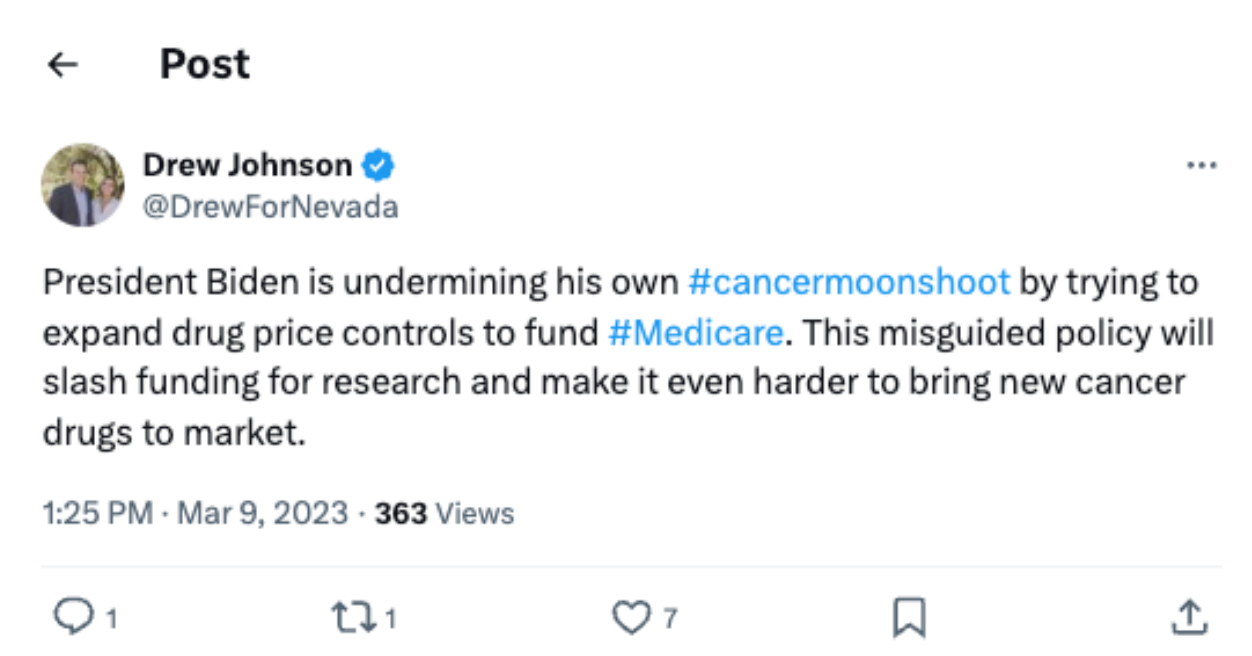 Post
Drew Johnson
@DrewForNevada
President Biden is undermining his own #cancermoonshoot by trying to
expand drug price controls to fund #Medicare. This misguided policy will
slash funding for research and make it even harder to bring new cancer
drugs to market.
1:25 PM · Mar 9, 2023 · 363 Views
1 1 7